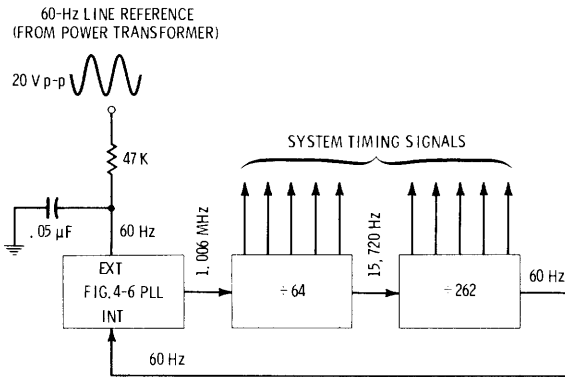 60-Hz LINE REFERENCE
(FROM POWER TRANSFORMER)
20 V p-p
47 K
SYSTEM TIMING SIGNALS
.05 µF
60 Hz
1.006 MHz
15,720 Hz
EXT
FIG. 4-6 PLL
INT
÷64
÷262
60 Hz
60 Hz